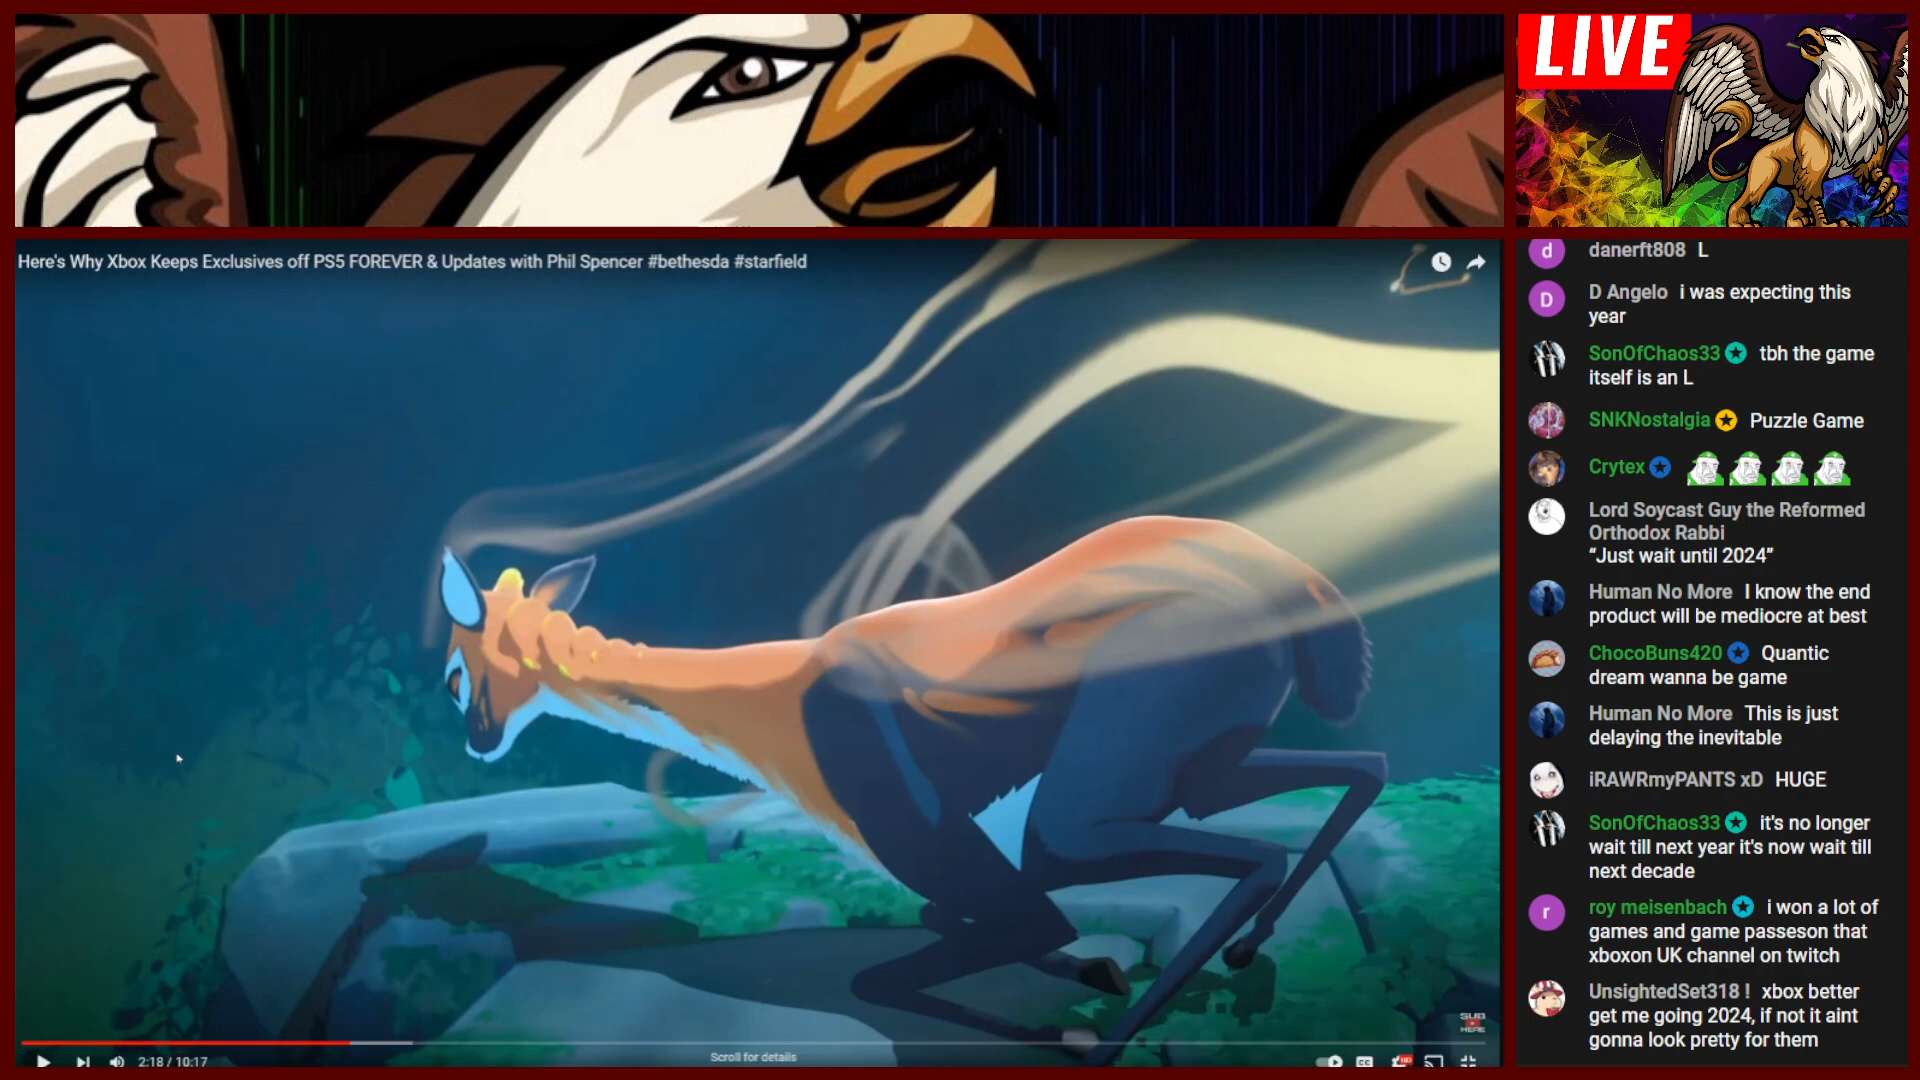 LIVE
Here's Why Xbox Keeps Exclusives off PS5 FOREVER & Updates with Phil Spencer #bethesda #starfield
SUB
HERE
2:18 / 10:17
Scroll for details
CC
HD
d
danerft808 L
D
D Angelo i was expecting this
year
SonOfChaos33 tbh the game
itself is an L
SNKNostalgia Puzzle Game
Crytex
Lord Soycast Guy the Reformed
Orthodox Rabbi
“Just wait until 2024”
Human No More I know the end
product will be mediocre at best
ChocoBuns420 Quantic
dream wanna be game
Human No More This is just
delaying the inevitable
iRAWRmyPANTS xD HUGE
SonOfChaos33 it's no longer
wait till next year it's now wait till
next decade
r
roy meisenbach i won a lot of
games and game passeson that
xboxon UK channel on twitch
UnsightedSet318 ! xbox better
get me going 2024, if not it aint
gonna look pretty for them